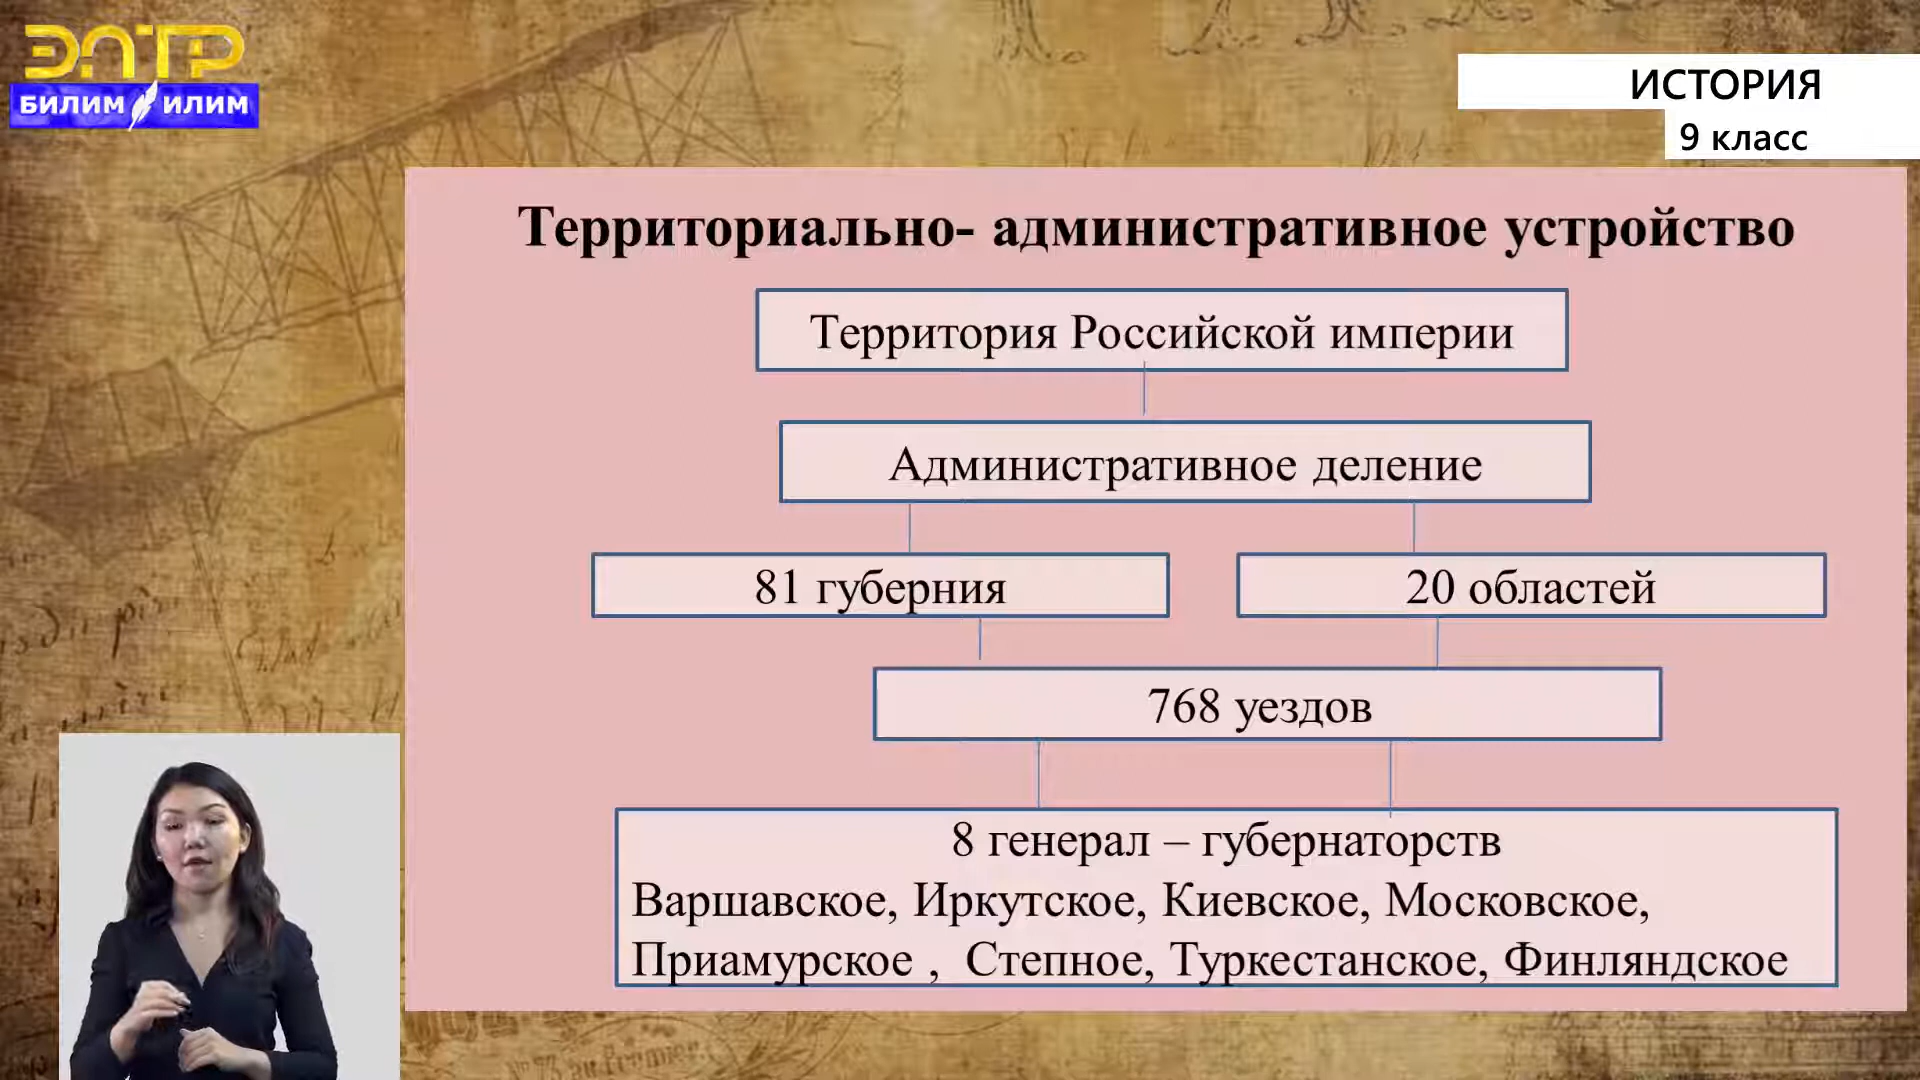 ЭЛТР
БИЛИМ ИЛИМ
ИСТОРИЯ
9 класс
Территориально- административное устройство
Территория Российской империи
Административное деление
81 губерния
20 областей
768 уездов
8 генерал – губернаторств
Варшавское, Иркутское, Киевское, Московское,
Приамурское , Степное, Туркестанское, Финляндское